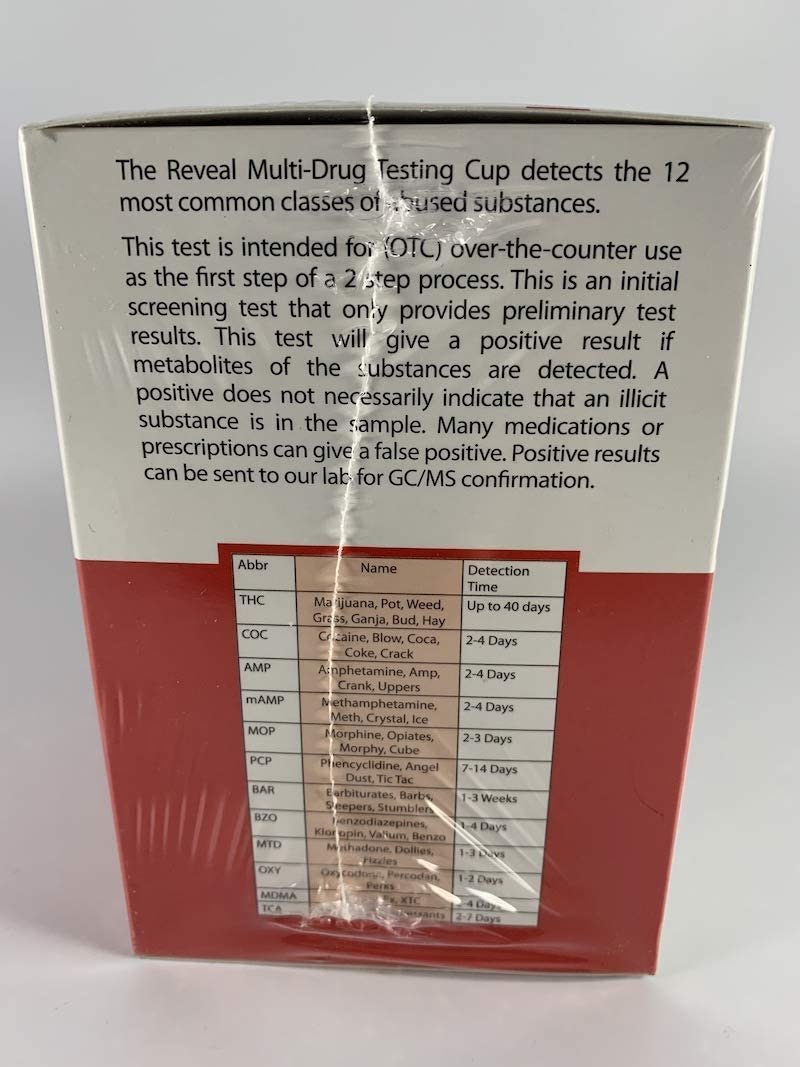 The Reveal Multi-Drug Testing Cup detects the 12
most common classes of abused substances.
This test is intended for (OTC) over-the-counter use
as the first step of a 2 step process. This is an initial
screening test that only provides preliminary test
results. This test will give a positive result if
metabolites of the substances are detected. A
positive does not necessarily indicate that an illicit
substance is in the sample. Many medications or
prescriptions can give a false positive. Positive results
can be sent to our lab for GC/MS confirmation.
Abbr Name Detection
Time
THC Marijuana, Pot, Weed, Up to 40 days
Grass, Ganja, Bud, Hay
COC Cocaine, Blow, Coca, 2-4 Days
Coke, Crack
AMP Amphetamine, Amp, 2-4 Days
Crank, Uppers
mAMP Methamphetamine, 2-4 Days
Meth, Crystal, Ice
MOP Morphine, Opiates, 2-3 Days
Morphy, Cube
PCP Phencyclidine, Angel 7-14 Days
Dust, Tic Tac
BAR Barbiturates, Barbs, 1-3 Weeks
Sleepers, Stumblers
BZO Benzodiazepines, 1-4 Days
Klonopin, Valium, Benzo
MTD Methadone, Dollies, 1-3 Days
Fizzies
OXY Oxycodone, Percodan, 1-2 Days
Perks
MDMA Ex, XTC Days
TCA 2-7 Days